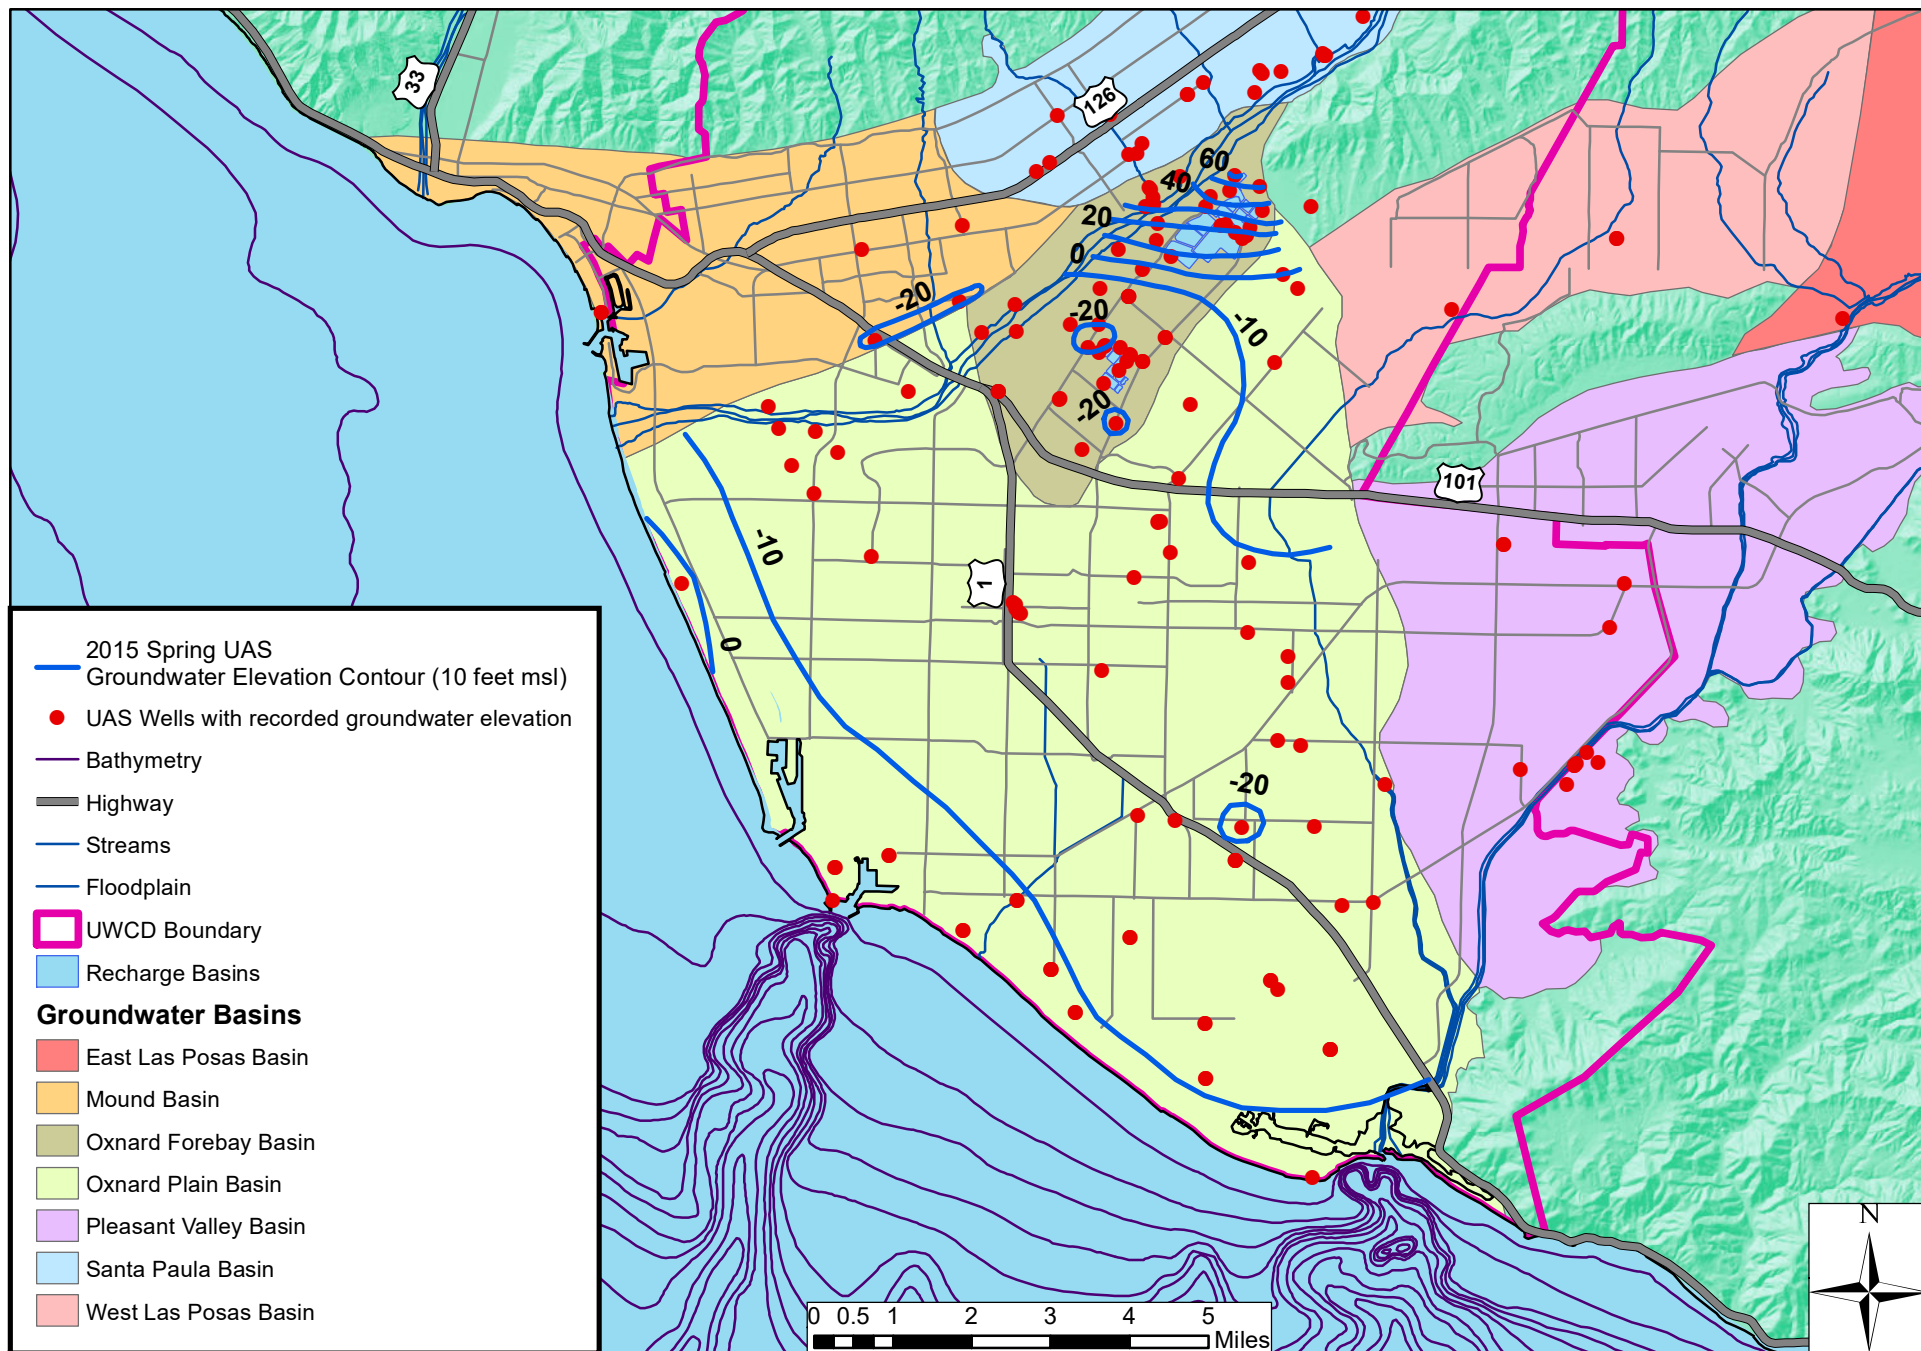 33
126
60
40
20
0
-20
-20
-10
-20
101
-10
1
0
-20
2015 Spring UAS
Groundwater Elevation Contour (10 feet msl)
UAS Wells with recorded groundwater elevation
Bathymetry
Highway
Streams
Floodplain
UWCD Boundary
Recharge Basins
Groundwater Basins
East Las Posas Basin
Mound Basin
Oxnard Forebay Basin
Oxnard Plain Basin
Pleasant Valley Basin
Santa Paula Basin
West Las Posas Basin
N
0 0.5 1 2 3 4 5
Miles